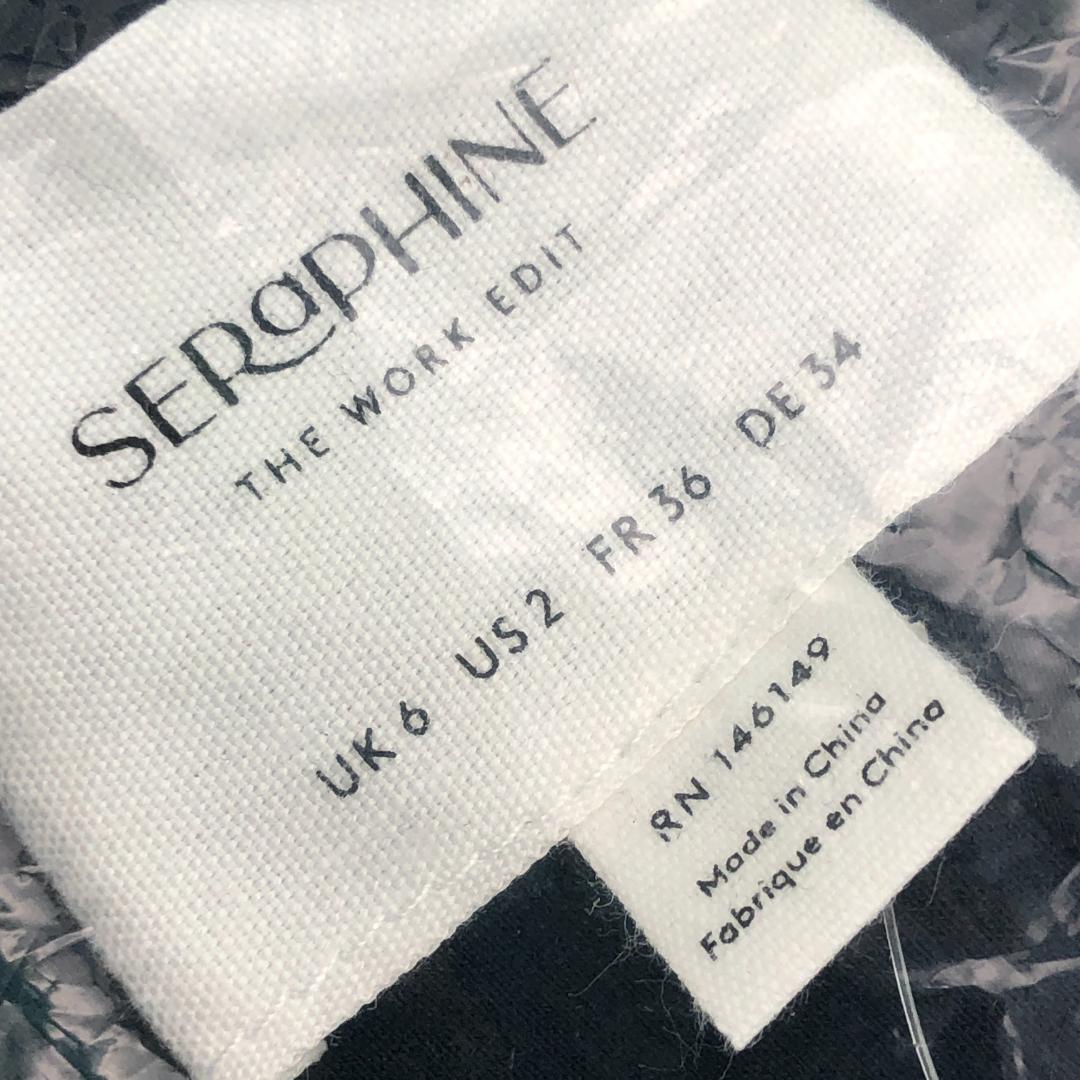 SERaPHINE
THE WORK EDIT
UK 6 US 2 FR 36 DE 34
RN 146149
Made in China
Fabrique en China